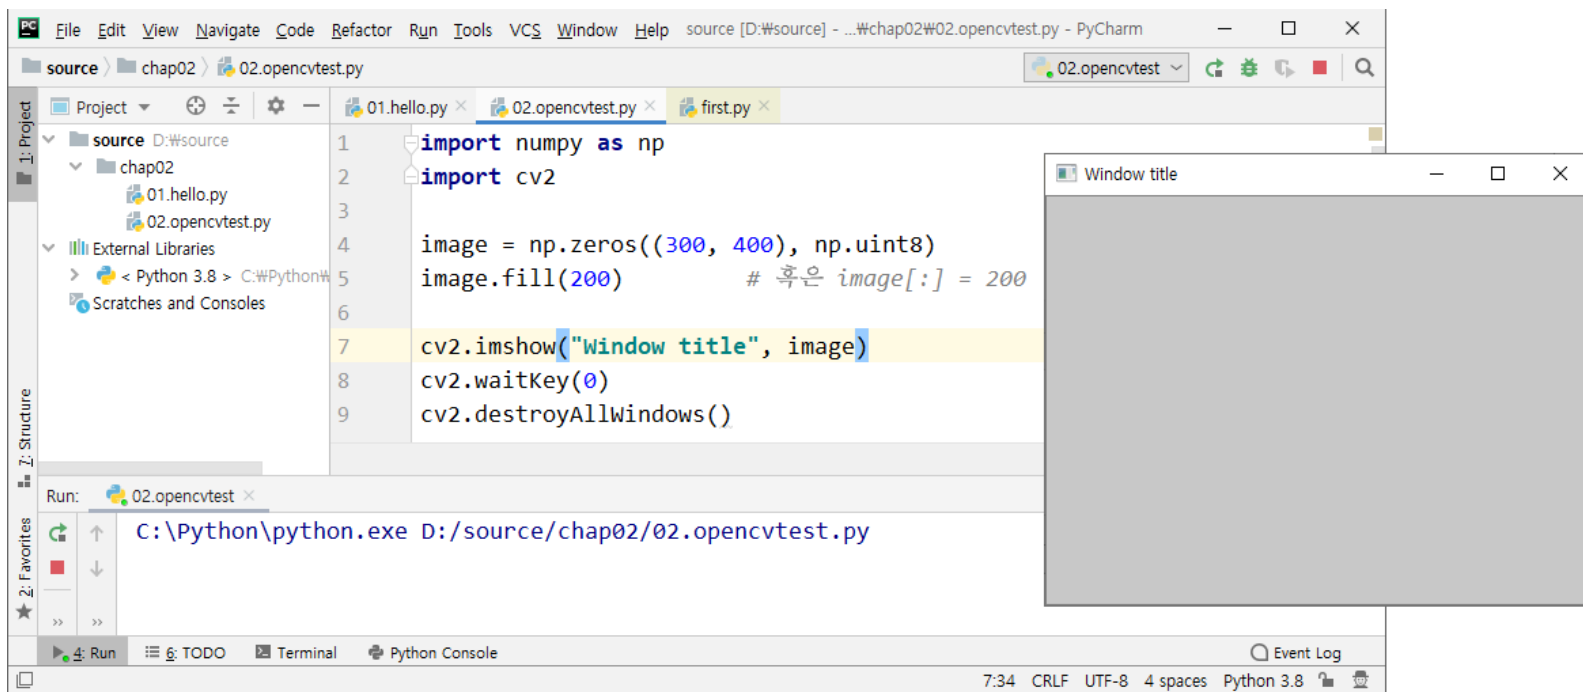 PC File Edit View Navigate Code Refactor Run Tools VCS Window Help source [D:₩source] - ...₩chap02₩02.opencvtest.py - PyCharm
source chap02 02.opencvtest.py 02.opencvtest
1: Project
Project
01.hello.py 02.opencvtest.py first.py
source D:₩source
chap02
01.hello.py
02.opencvtest.py
External Libraries
< Python 3.8 > C:₩Python₩
Scratches and Consoles
1 import numpy as np
2 import cv2
3
4 image = np.zeros((300, 400), np.uint8)
5 image.fill(200) # 혹은 image[:] = 200
6
7 cv2.imshow("Window title", image)
8 cv2.waitKey(0)
9 cv2.destroyAllWindows()
Window title
7: Structure
2: Favorites
Run: 02.opencvtest
C:\Python\python.exe D:/source/chap02/02.opencvtest.py
4: Run 6: TODO Terminal Python Console Event Log
7:34 CRLF UTF-8 4 spaces Python 3.8